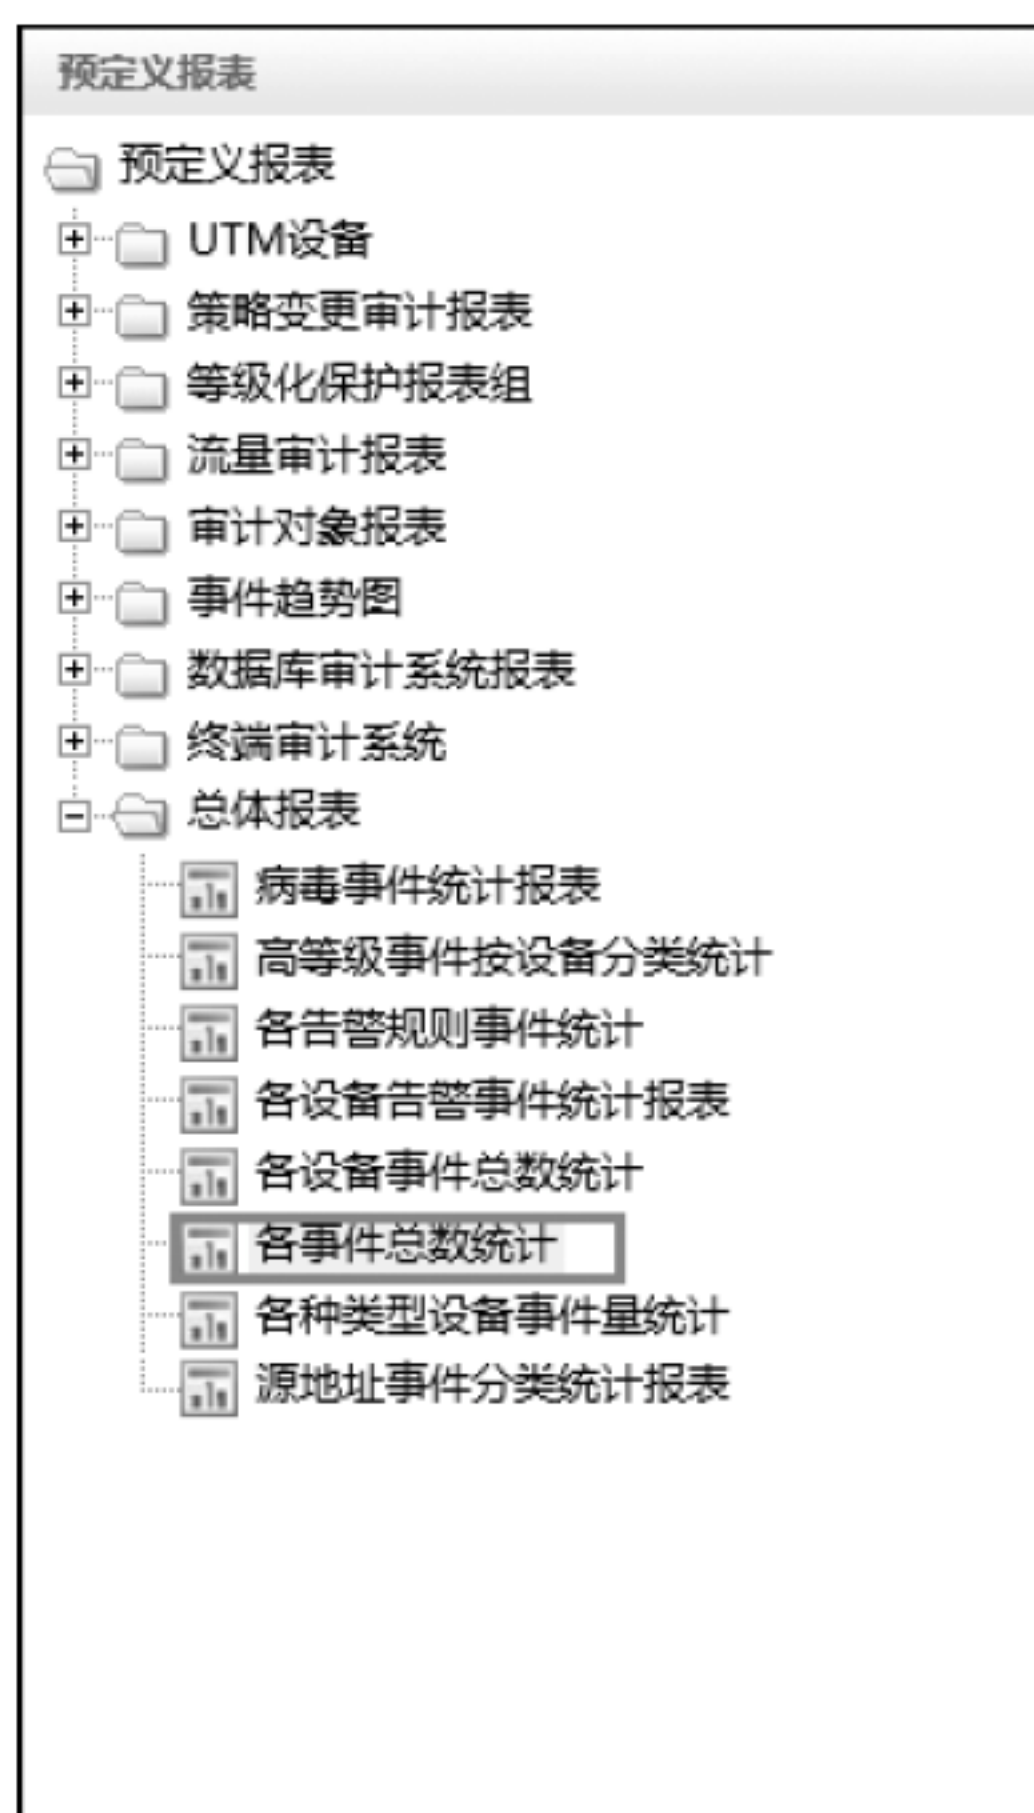 预定义报表
预定义报表
UTM设备
策略变更审计报表
等级化保护报表组
流量审计报表
审计对象报表
事件趋势图
数据库审计系统报表
终端审计系统
总体报表
病毒事件统计报表
高等级事件按设备分类统计
各告警规则事件统计
各设备告警事件统计报表
各设备事件总数统计
各事件总数统计
各种类型设备事件量统计
源地址事件分类统计报表